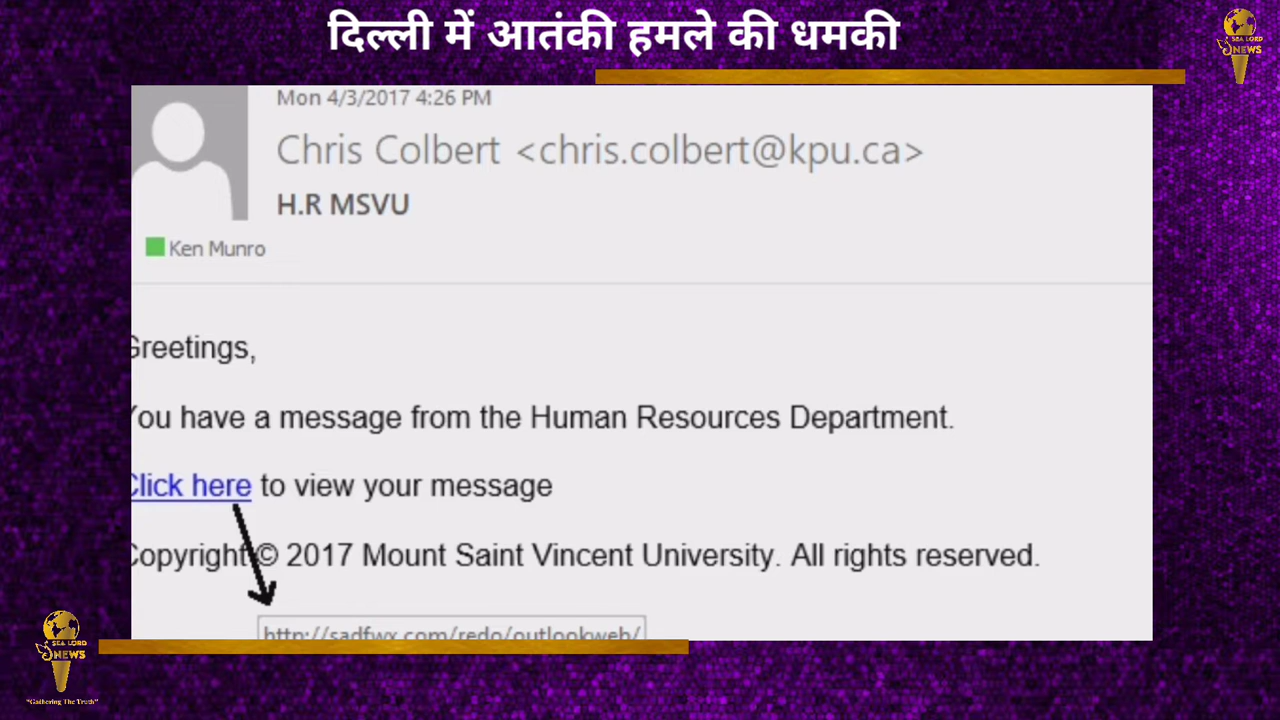 दिल्ली में आतंकी हमले की धमकी
SEA LORD
NEWS
Mon 4/3/2017 4:26 PM
Chris Colbert <chris.colbert@kpu.ca>
H.R MSVU
Ken Munro
Greetings,
You have a message from the Human Resources Department.
Click here to view your message
Copyright © 2017 Mount Saint Vincent University. All rights reserved.
http://sadfwx.com/redo/outlookweb/
SEA LORD
NEWS
"Gathering The Truth"